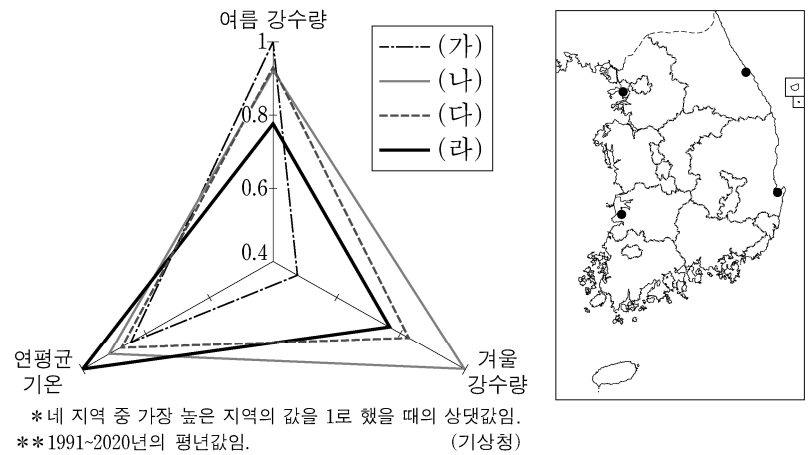 여름 강수량
1
0.8
0.6
0.4
(가)
(나)
(다)
(라)
연평균
기온
겨울
강수량
*네 지역 중 가장 높은 지역의 값을 1로 했을 때의 상댓값임.
**1991~2020년의 평년값임. (기상청)